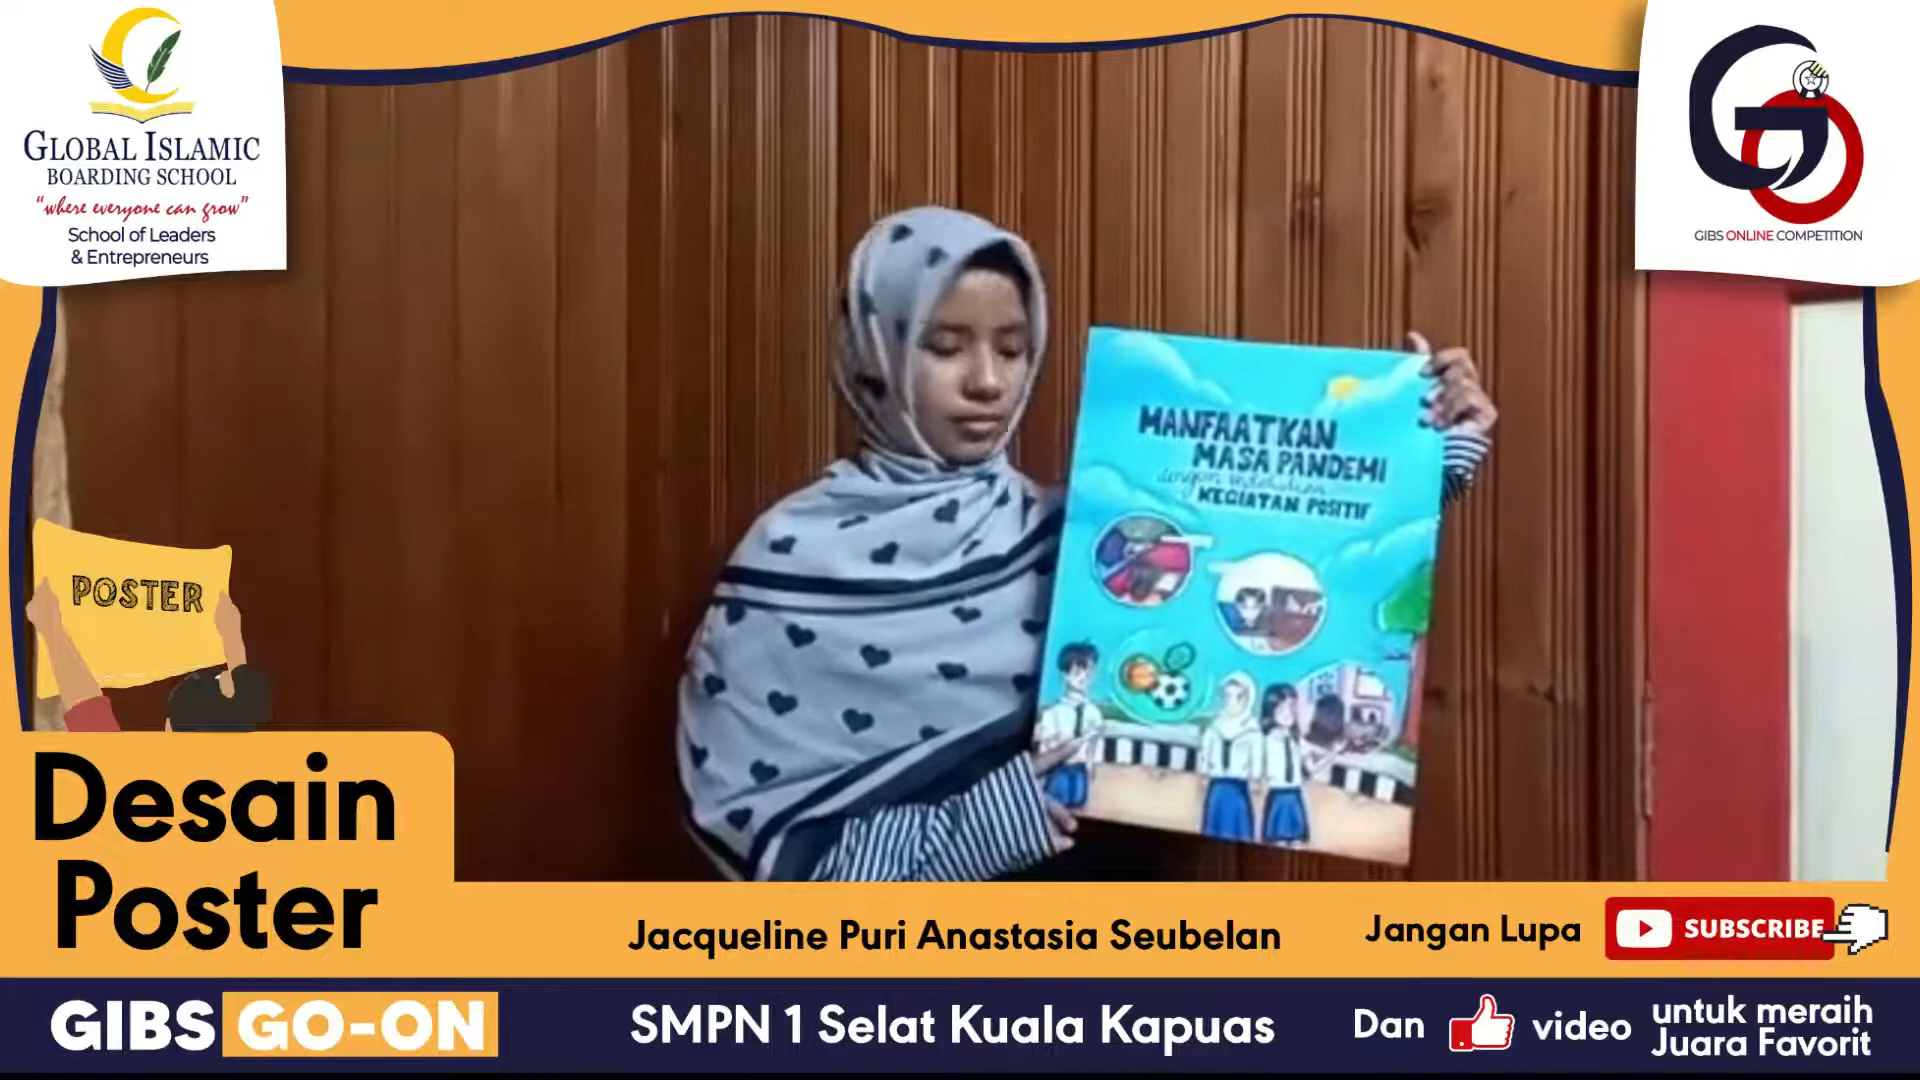 GLOBAL ISLAMIC
BOARDING SCHOOL
"where everyone can grow"
School of Leaders
& Entrepreneurs
GIBS ONLINE COMPETITION
MANFAATKAN
MASA PANDEMI
dengan
KEGIATAN POSITIF
POSTER
Desain
Poster
Jacqueline Puri Anastasia Seubelan
Jangan Lupa
SUBSCRIBE
GIBS GO-ON
SMPN 1 Selat Kuala Kapuas
Dan
video
untuk meraih
Juara Favorit